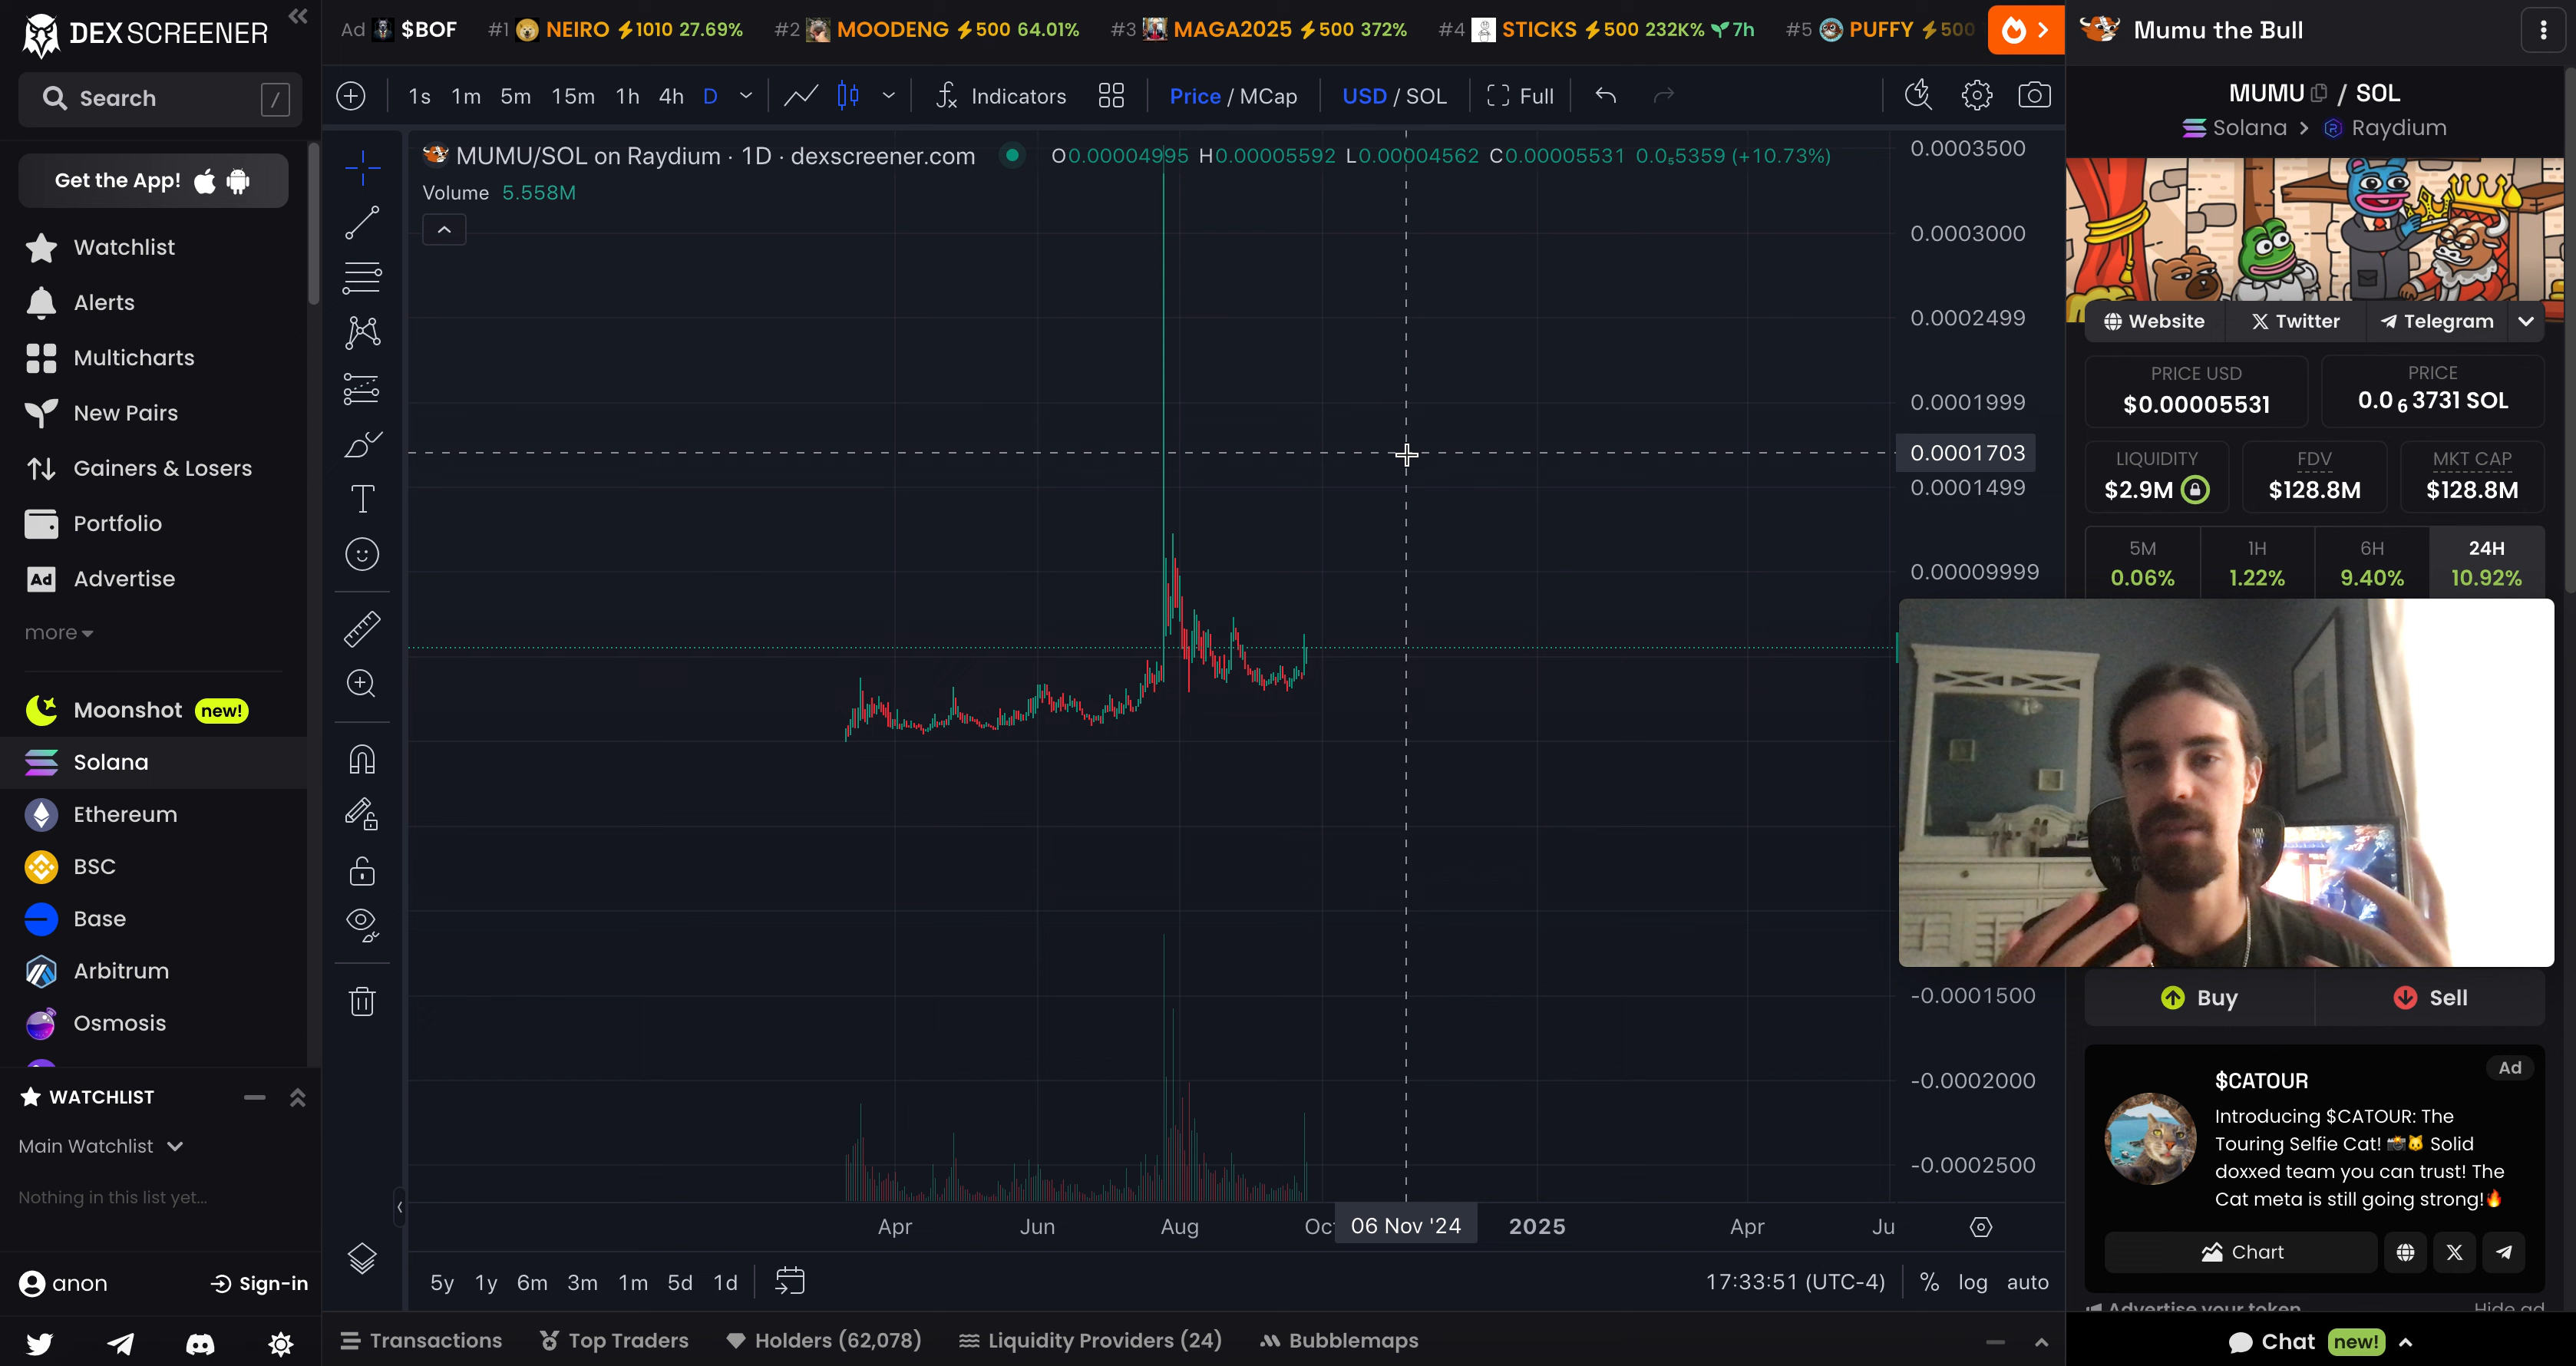 DEX SCREENER
Search /
Get the App!
Watchlist
Alerts
Multicharts
New Pairs
Gainers & Losers
Portfolio
Ad Advertise
more
Moonshot new!
Solana
Ethereum
BSC
Base
Arbitrum
Osmosis
WATCHLIST
Main Watchlist
Nothing in this list yet...
anon Sign-in
Ad $BOF #1 NEIRO 1010 27.69% #2 MOODENG 500 64.01% #3 MAGA2025 500 372% #4 STICKS 500 232K% 7h #5 PUFFY 500
1s 1m 5m 15m 1h 4h D Indicators Price / MCap USD / SOL Full
MUMU/SOL on Raydium · 1D · dexscreener.com O0.00004995 H0.00005592 L0.00004562 C0.00005531 0.0₅5359 (+10.73%)
Volume 5.558M
0.0003500
0.0003000
0.0002499
0.0001999
0.0001703
0.0001499
0.00009999
-0.0001500
-0.0002000
-0.0002500
Apr Jun Aug Oct 06 Nov '24 2025 Apr Ju
5y 1y 6m 3m 1m 5d 1d 17:33:51 (UTC-4) % log auto
Transactions Top Traders Holders (62,078) Liquidity Providers (24) Bubblemaps
Mumu the Bull
MUMU / SOL
Solana > Raydium
Website Twitter Telegram
PRICE USD PRICE
$0.00005531 0.0₆3731 SOL
LIQUIDITY FDV MKT CAP
$2.9M $128.8M $128.8M
5M 1H 6H 24H
0.06% 1.22% 9.40% 10.92%
Buy Sell
Ad
$CATOUR
Introducing $CATOUR: The
Touring Selfie Cat! 📸🐱 Solid
doxxed team you can trust! The
Cat meta is still going strong!🔥
Chart
Advertise your token Hide ad
Chat new!